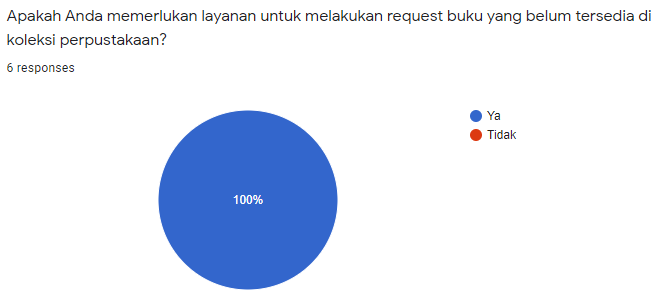 Apakah Anda memerlukan layanan untuk melakukan request buku yang belum tersedia di
koleksi perpustakaan?
6 responses
Ya
Tidak
100%